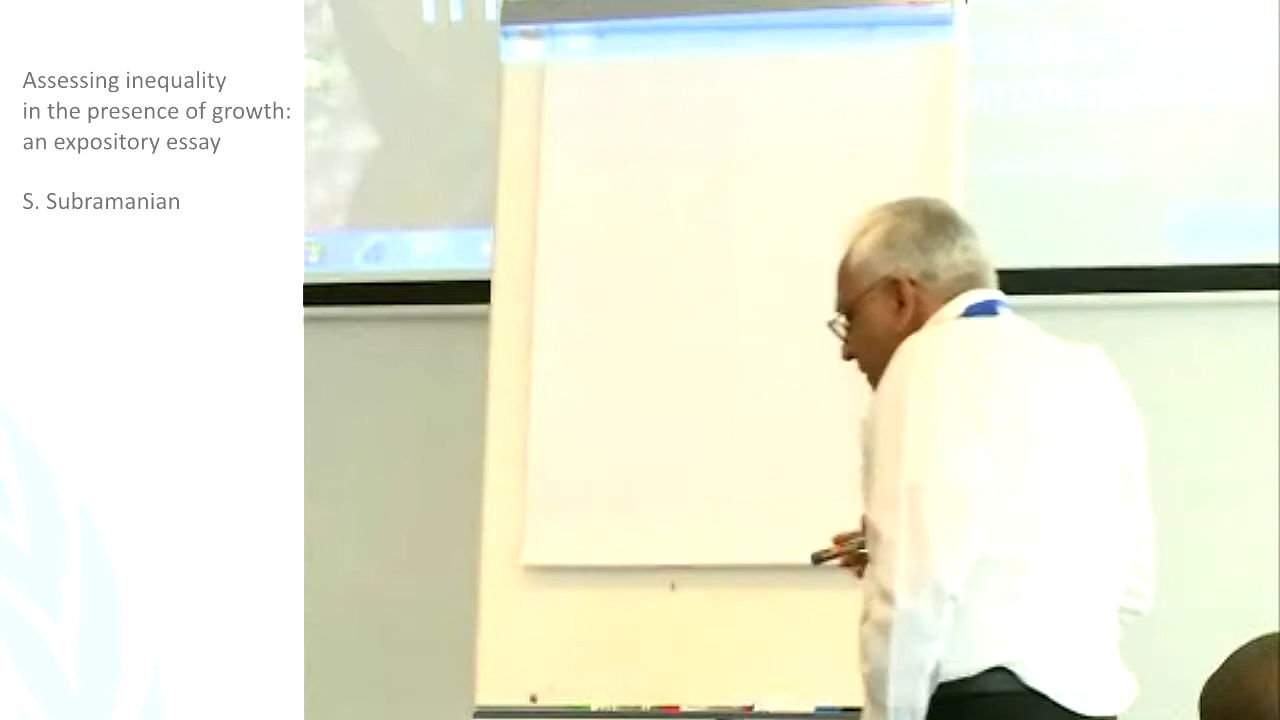 Assessing inequality
in the presence of growth:
an expository essay
S. Subramanian